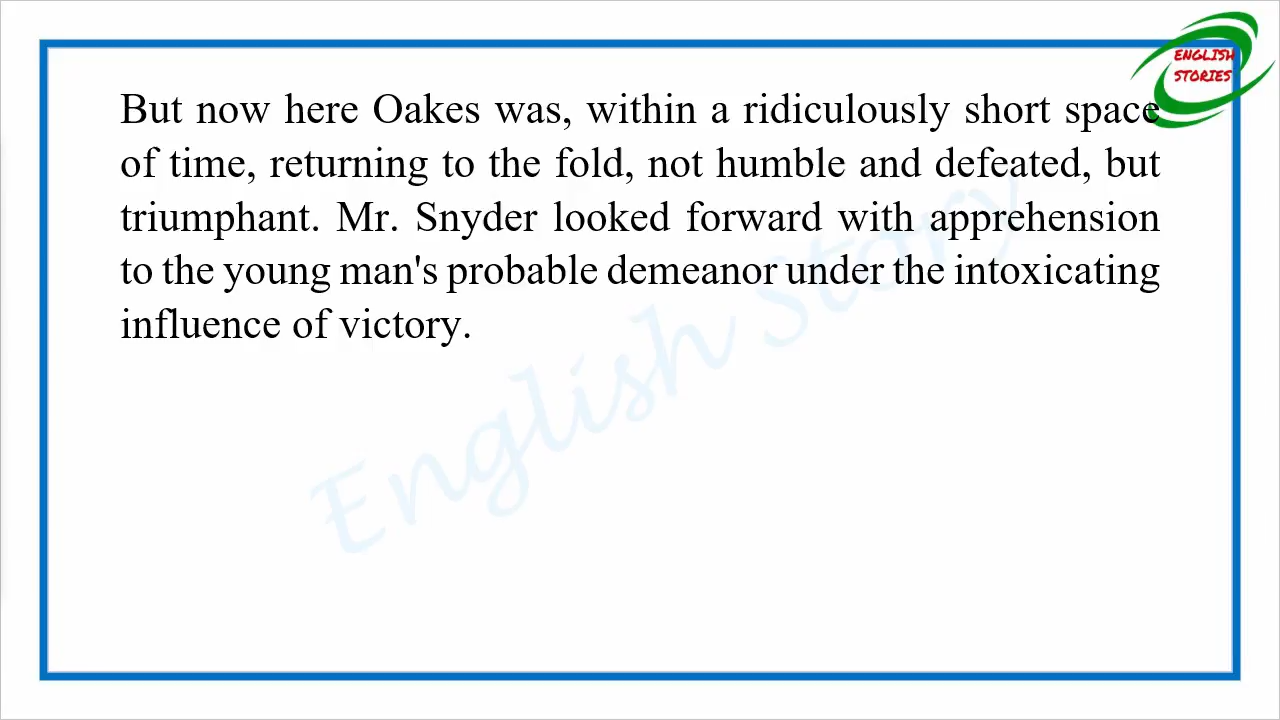 ENGLISH
STORIES
But now here Oakes was, within a ridiculously short space
of time, returning to the fold, not humble and defeated, but
triumphant. Mr. Snyder looked forward with apprehension
to the young man's probable demeanor under the intoxicating
influence of victory.
English Story